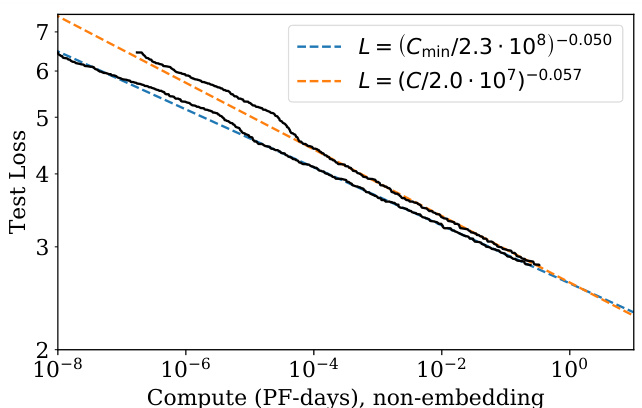 L = (C_min/2.3 · 10^8)^−0.050
L = (C/2.0 · 10^7)^−0.057
7
6
5
4
3
2
Test Loss
10^−8 10^−6 10^−4 10^−2 10^0
Compute (PF-days), non-embedding